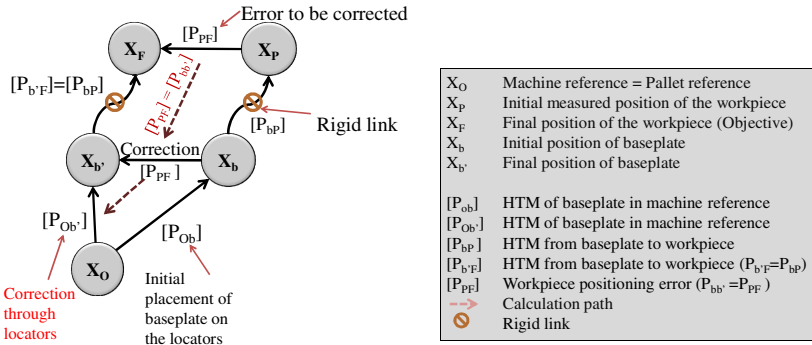 [P_PF] Error to be corrected
X_F
X_P
[P_b'F]=[P_bP]
[P_PF] = [P_bb']
[P_bP]
Rigid link
Correction
X_b'
X_b
[P_PF ]
[P_Ob']
[P_Ob]
X_O
Correction
through
locators
Initial
placement of
baseplate on
the locators
X_O Machine reference = Pallet reference
X_P Initial measured position of the workpiece
X_F Final position of the workpiece (Objective)
X_b Initial position of baseplate
X_b' Final position of baseplate
[P_ob] HTM of baseplate in machine reference
[P_Ob'] HTM of baseplate in machine reference
[P_bP ] HTM from baseplate to workpiece
[P_b'F] HTM from baseplate to workpiece (P_b'F=P_bP)
[P_PF] Workpiece positioning error (P_bb' =P_PF )
Calculation path
Rigid link